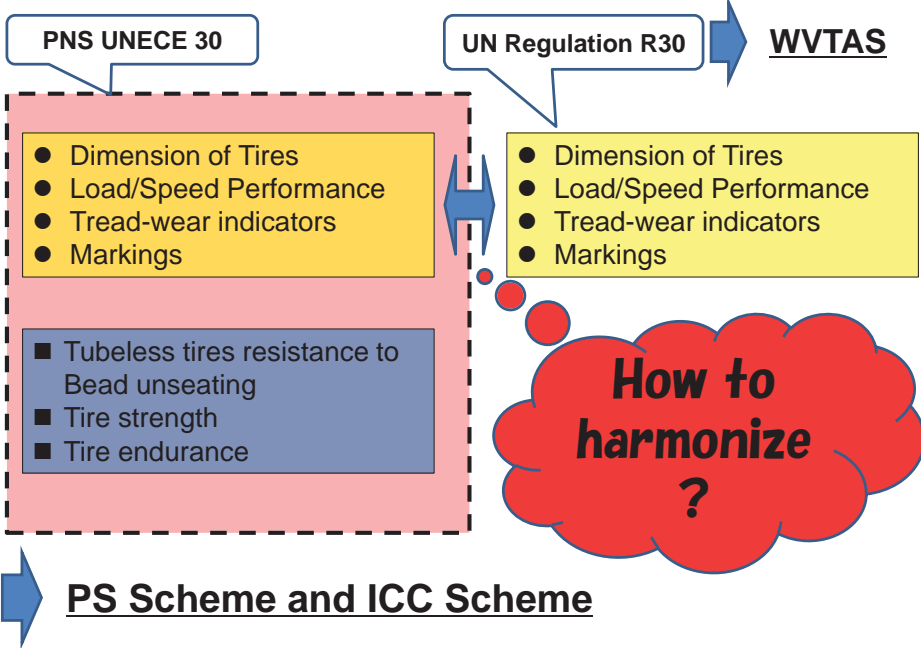 PNS UNECE 30
UN Regulation R30
WVTAS
● Dimension of Tires
● Load/Speed Performance
● Tread-wear indicators
● Markings
● Dimension of Tires
● Load/Speed Performance
● Tread-wear indicators
● Markings
■ Tubeless tires resistance to
Bead unseating
■ Tire strength
■ Tire endurance
How to
harmonize
?
PS Scheme and ICC Scheme